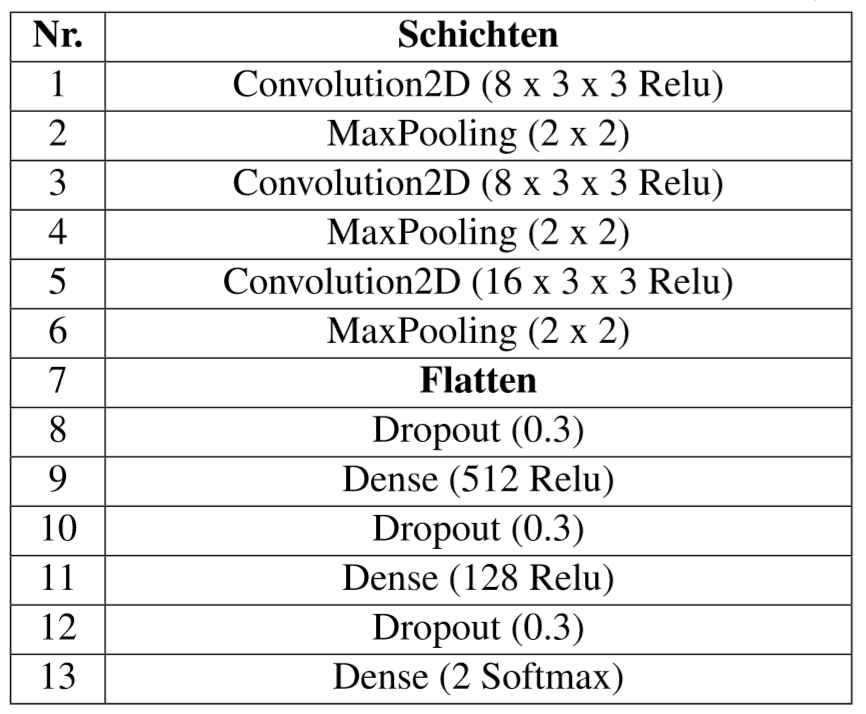 Nr. Schichten
1 Convolution2D (8 x 3 x 3 Relu)
2 MaxPooling (2 x 2)
3 Convolution2D (8 x 3 x 3 Relu)
4 MaxPooling (2 x 2)
5 Convolution2D (16 x 3 x 3 Relu)
6 MaxPooling (2 x 2)
7 Flatten
8 Dropout (0.3)
9 Dense (512 Relu)
10 Dropout (0.3)
11 Dense (128 Relu)
12 Dropout (0.3)
13 Dense (2 Softmax)